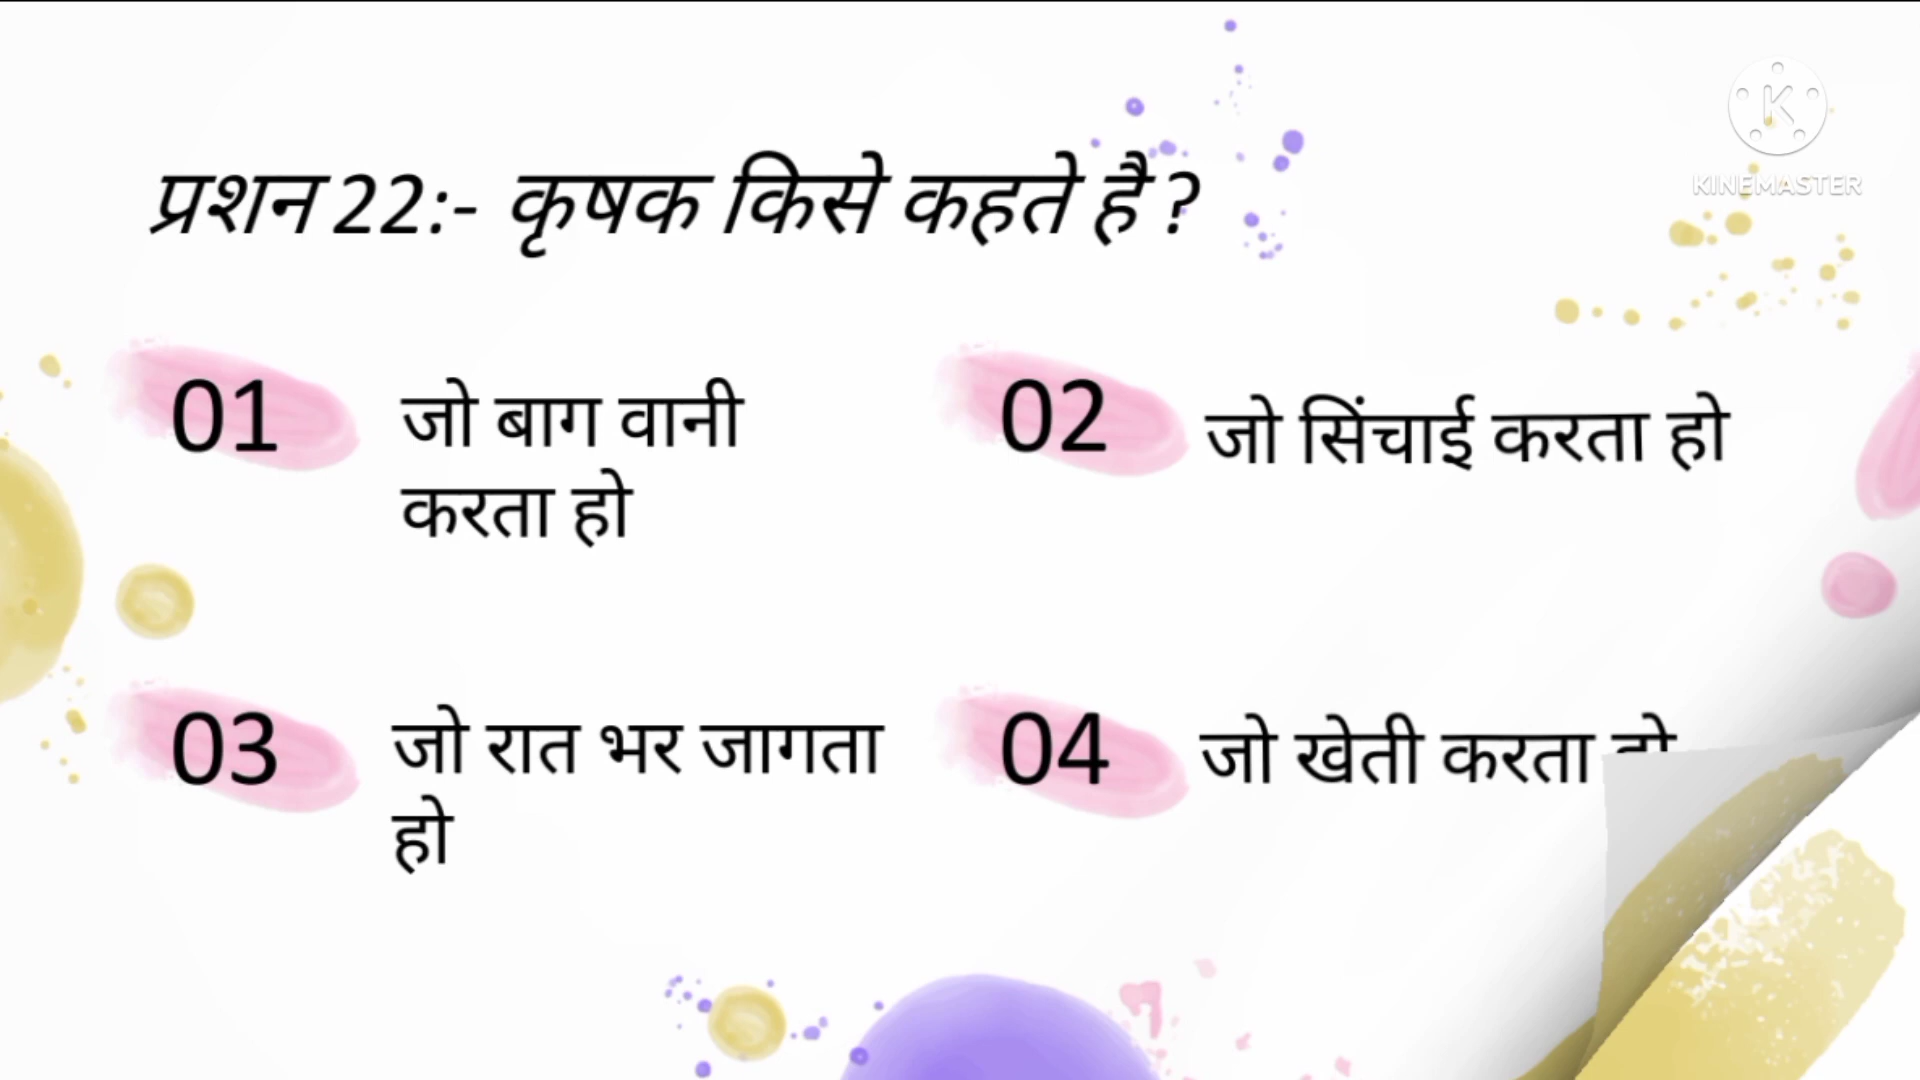 प्रशन 22:- कृषक किसे कहते है ?
KINEMASTER
01
जो बाग वानी
करता हो
02
जो सिंचाई करता हो
03
जो रात भर जागता
हो
04
जो खेती करता